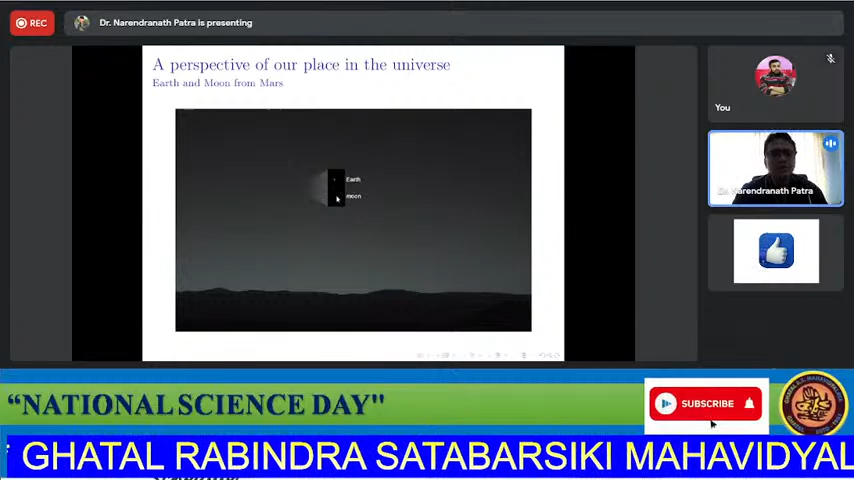 REC
Dr. Narendranath Patra is presenting
A perspective of our place in the universe
Earth and Moon from Mars
Earth
moon
You
Narendranath Patra
"NATIONAL SCIENCE DAY"
SUBSCRIBE
GHATAL RABINDRA SATABARSIKI MAHAVIDYAL